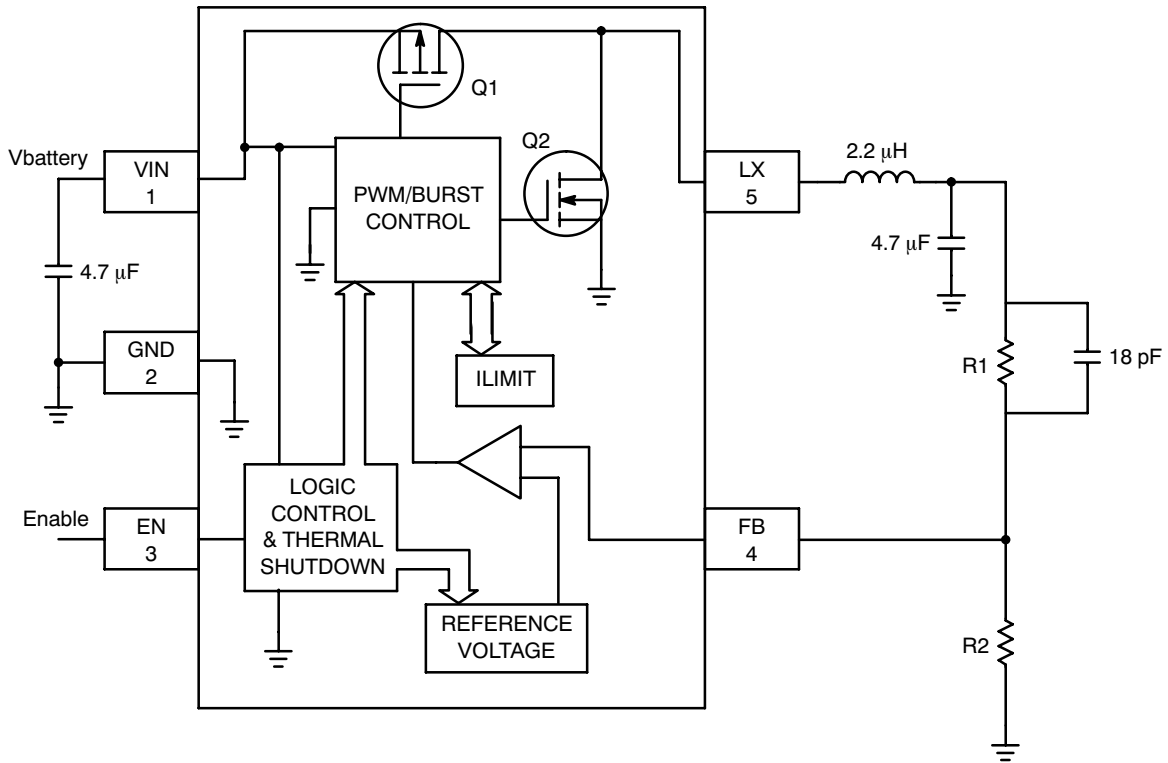 Q1
Q2
Vbattery
VIN
1
PWM/BURST
CONTROL
LX
5
2.2 μH
4.7 μF
4.7 μF
GND
2
ILIMIT
R1
18 pF
Enable
EN
3
LOGIC
CONTROL
& THERMAL
SHUTDOWN
FB
4
REFERENCE
VOLTAGE
R2